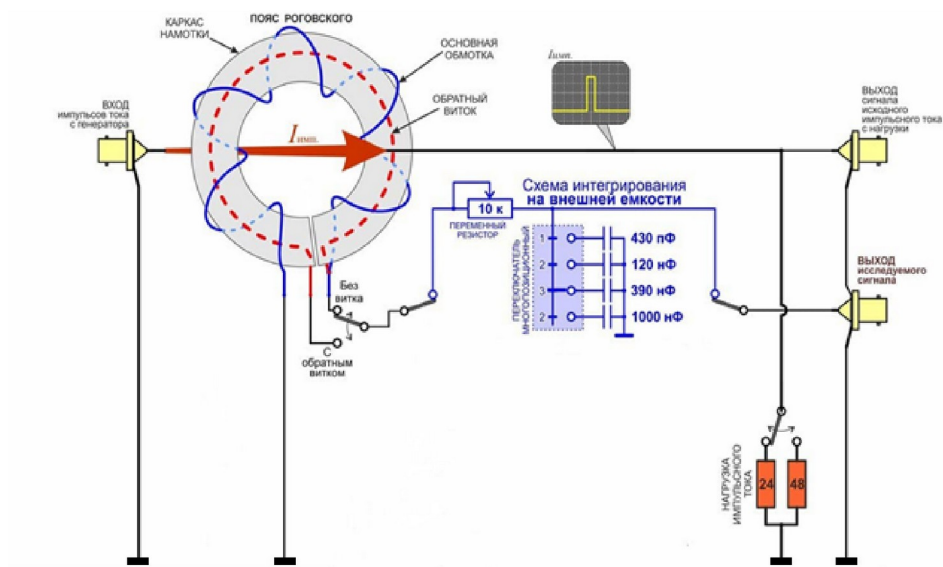 ПОЯС РОГОВСКОГО
КАРКАС
НАМОТКИ
ОСНОВНАЯ
ОБМОТКА
ОБРАТНЫЙ
ВИТОК
ВХОД
импульсов тока
с генератора
Iимп.
Iимп.
ВЫХОД
сигнала
исходного
импульсного тока
с нагрузки
Схема интегрирования
на внешней емкости
10 к
ПЕРЕМЕННЫЙ
РЕЗИСТОР
ПЕРЕКЛЮЧАТЕЛЬ
МНОГОПОЗИЦИОННЫЙ
1
430 пФ
2
120 нФ
3
390 нФ
2
1000 нФ
ВЫХОД
исследуемого
сигнала
Без
витка
С
обратным
витком
НАГРУЗКА
ИМПУЛЬСНОГО
ТОКА
24
48